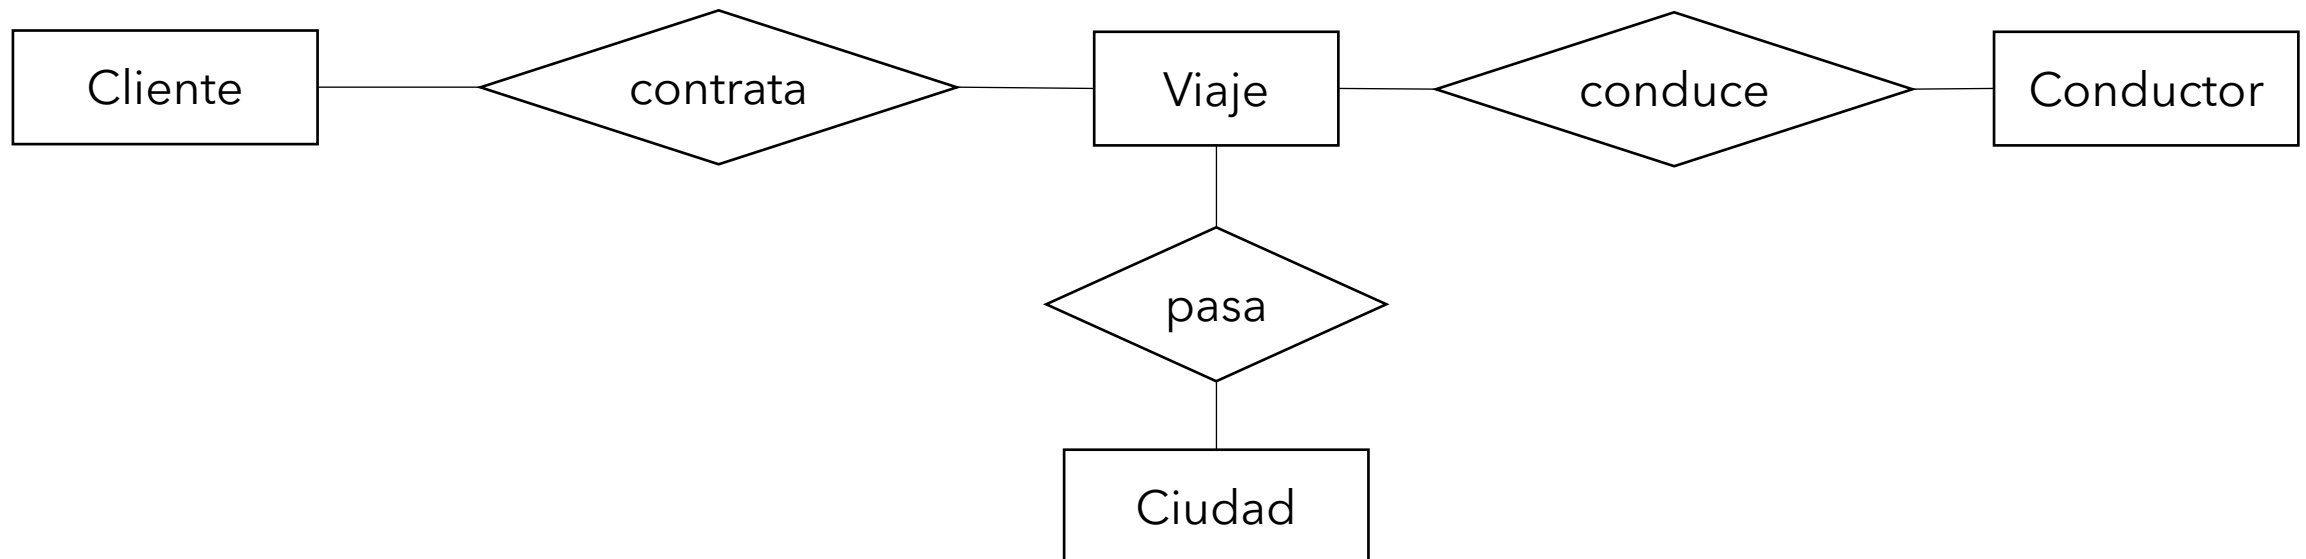 Cliente
contrata
Viaje
conduce
Conductor
pasa
Ciudad